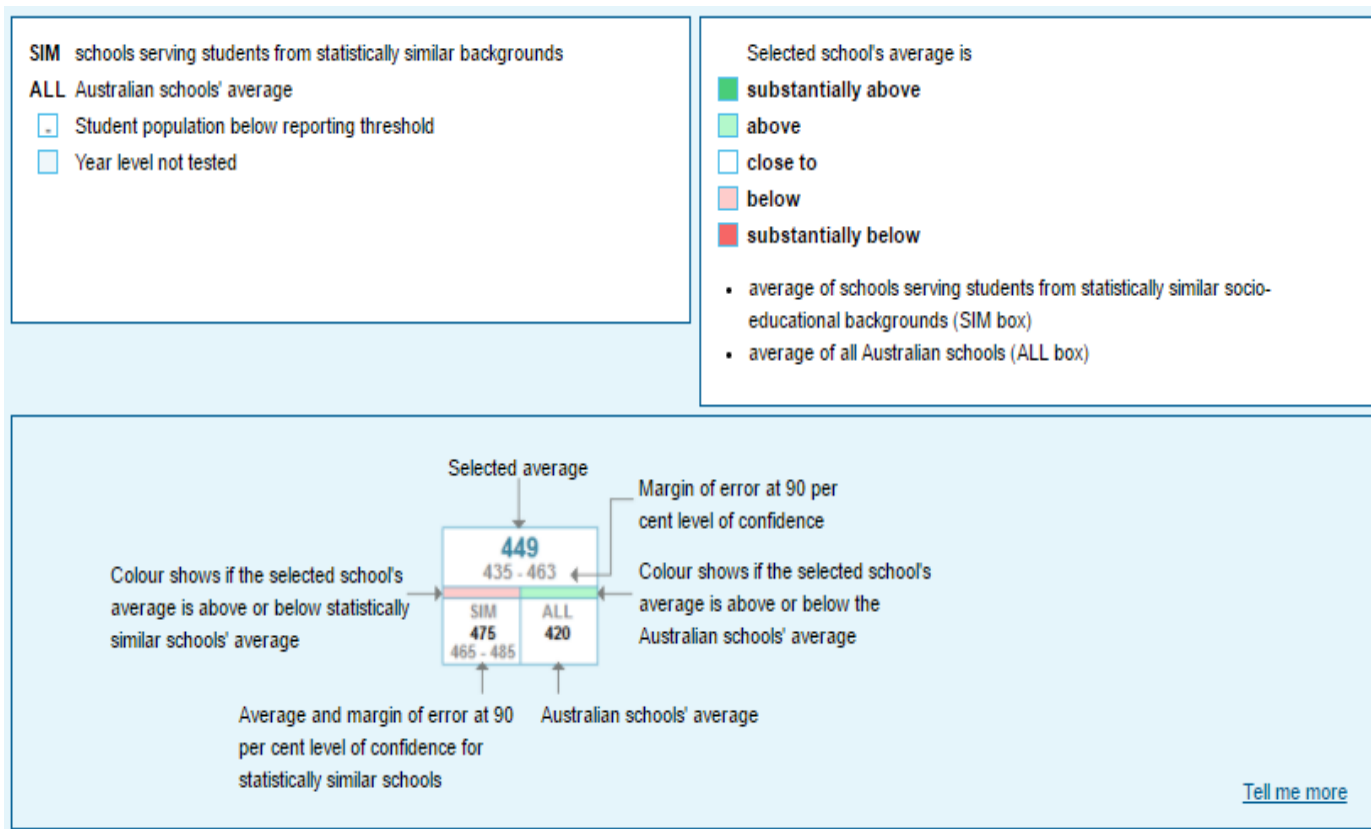 SIM schools serving students from statistically similar backgrounds
ALL Australian schools' average
- Student population below reporting threshold
Year level not tested
Selected school's average is
substantially above
above
close to
below
substantially below
• average of schools serving students from statistically similar socio-
educational backgrounds (SIM box)
• average of all Australian schools (ALL box)
Selected average
Margin of error at 90 per
cent level of confidence
449
435 - 463
Colour shows if the selected school's
average is above or below statistically
similar schools' average
Colour shows if the selected school's
average is above or below the
Australian schools' average
SIM
475
465 - 485
ALL
420
Average and margin of error at 90
per cent level of confidence for
statistically similar schools
Australian schools' average
Tell me more